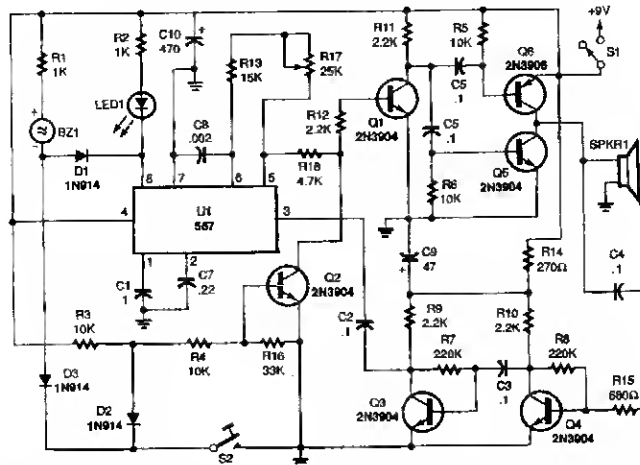 +9V
S1
R1
1K
R2
1K
C10
470
+
R13
15K
R17
25K
R11
2.2K
R5
10K
Q6
2N3906
LED1
C8
.002
R12
2.2K
Q1
2N3904
C5
.1
C5
.1
BZ1
+
-
D1
1N914
R18
4.7K
Q5
2N3904
SPKR1
R6
10K
8
7
6
5
4
U1
567
3
1
2
C1
1
C7
.22
Q2
2N3904
C9
47
+
R14
270Ω
C4
.1
R3
10K
R4
10K
R16
33K
C2
.1
R9
2.2K
R10
2.2K
R7
220K
R8
220K
C3
.1
R15
680Ω
D3
1N914
D2
1N914
Q3
2N3904
Q4
2N3904
S2